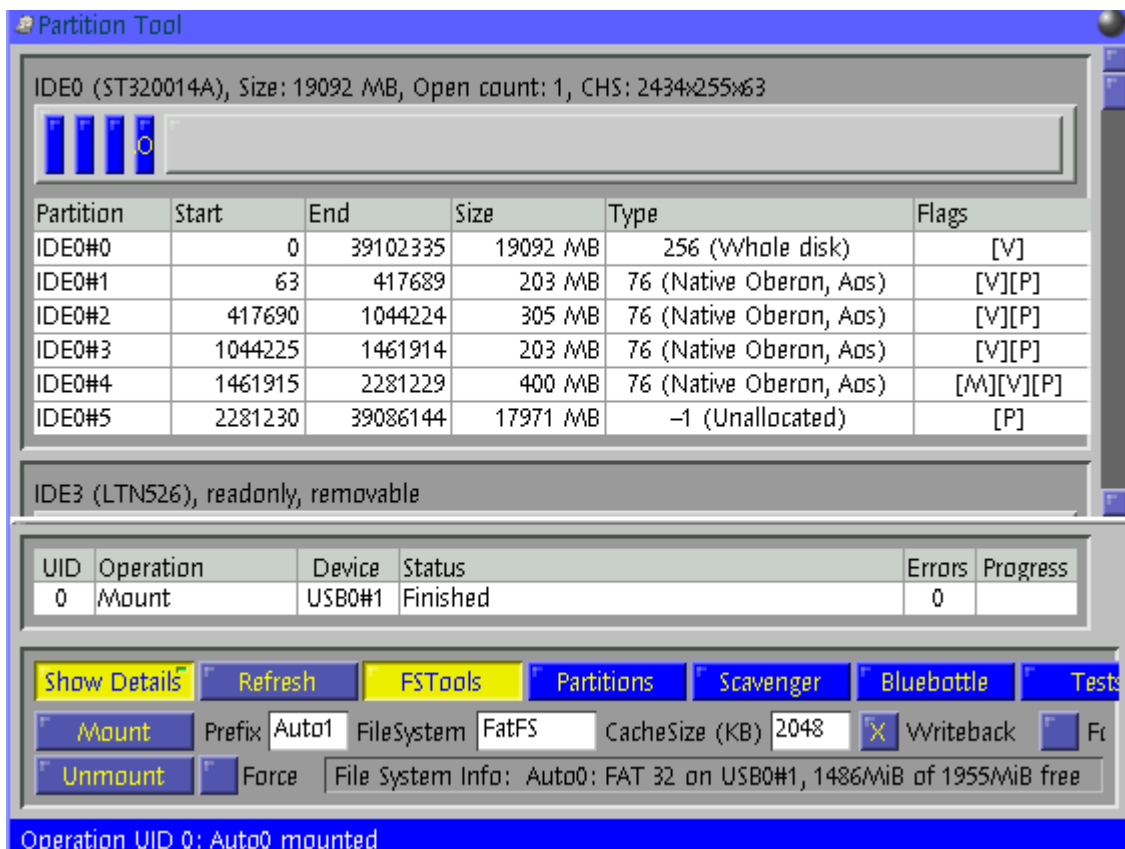 Partition Tool
IDE0 (ST320014A), Size: 19092 MB, Open count: 1, CHS: 2434x255x63
.O
Partition Start End Size Type Flags
IDE0#0 0 39102335 19092 MB 256 (Whole disk) [V]
IDE0#1 63 417689 203 MB 76 (Native Oberon, Aos) [V][P]
IDE0#2 417690 1044224 305 MB 76 (Native Oberon, Aos) [V][P]
IDE0#3 1044225 1461914 203 MB 76 (Native Oberon, Aos) [V][P]
IDE0#4 1461915 2281229 400 MB 76 (Native Oberon, Aos) [M][V][P]
IDE0#5 2281230 39086144 17971 MB –1 (Unallocated) [P]
IDE3 (LTN526), readonly, removable
UID Operation Device Status Errors Progress
0 Mount USB0#1 Finished 0
Show Details Refresh FSTools Partitions Scavenger Bluebottle Tests
Mount Prefix Auto1 FileSystem FatFS CacheSize (KB) 2048 X Writeback
Unmount Force File System Info: Auto0: FAT 32 on USB0#1, 1486MiB of 1955MiB free
Operation UID 0: Auto0 mounted